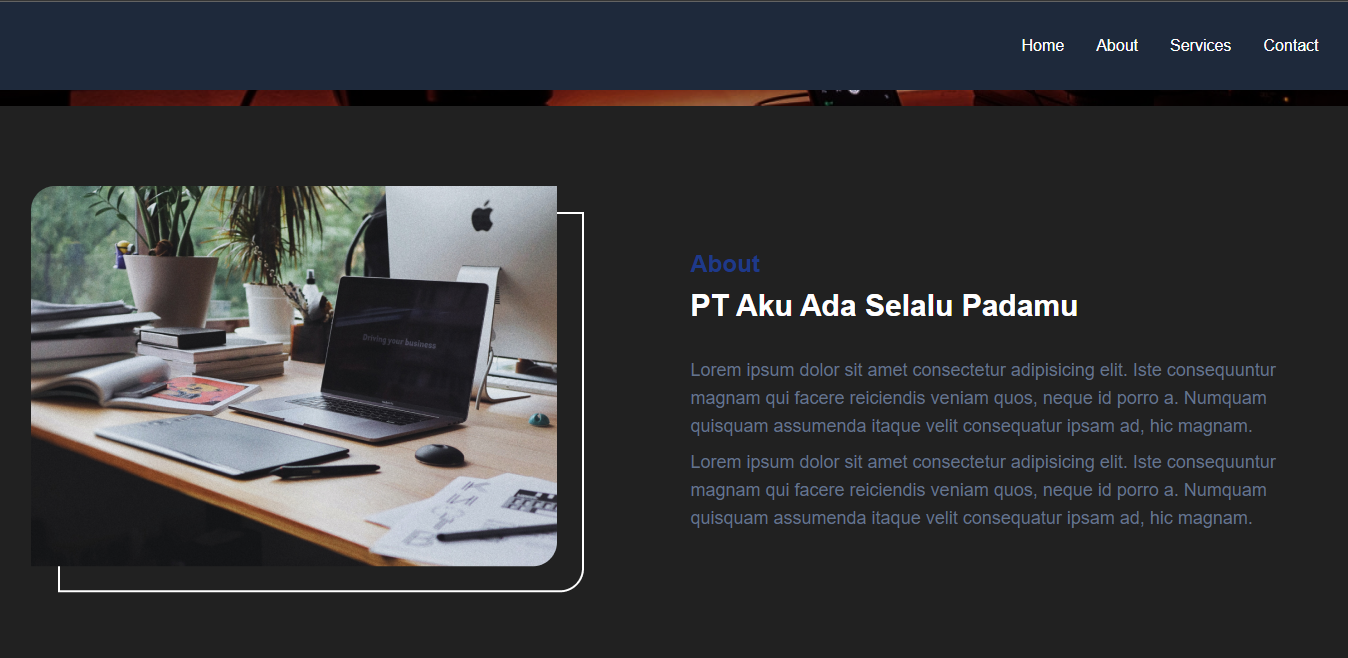 Home About Services Contact
About
PT Aku Ada Selalu Padamu
Driving your business
Lorem ipsum dolor sit amet consectetur adipisicing elit. Iste consequuntur
magnam qui facere reiciendis veniam quos, neque id porro a. Numquam
quisquam assumenda itaque velit consequatur ipsam ad, hic magnam.
Lorem ipsum dolor sit amet consectetur adipisicing elit. Iste consequuntur
magnam qui facere reiciendis veniam quos, neque id porro a. Numquam
quisquam assumenda itaque velit consequatur ipsam ad, hic magnam.